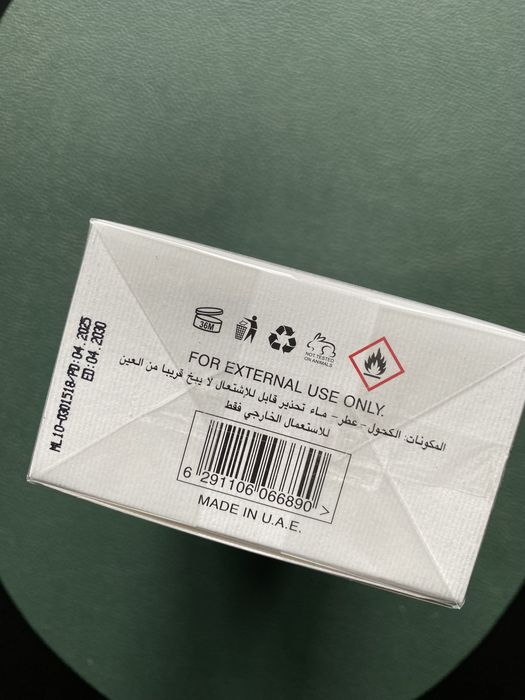 ML10-0301518/PD:04.2025
ED:04.2030
36M
NOT TESTED
ON ANIMALS
FOR EXTERNAL USE ONLY.
المكونات: الكحول - عطر - ماء تحذير قابل للاشتعال لا يبخ قريبا من العين
للاستعمال الخارجي فقط
6 291106 066890 >
MADE IN U.A.E.